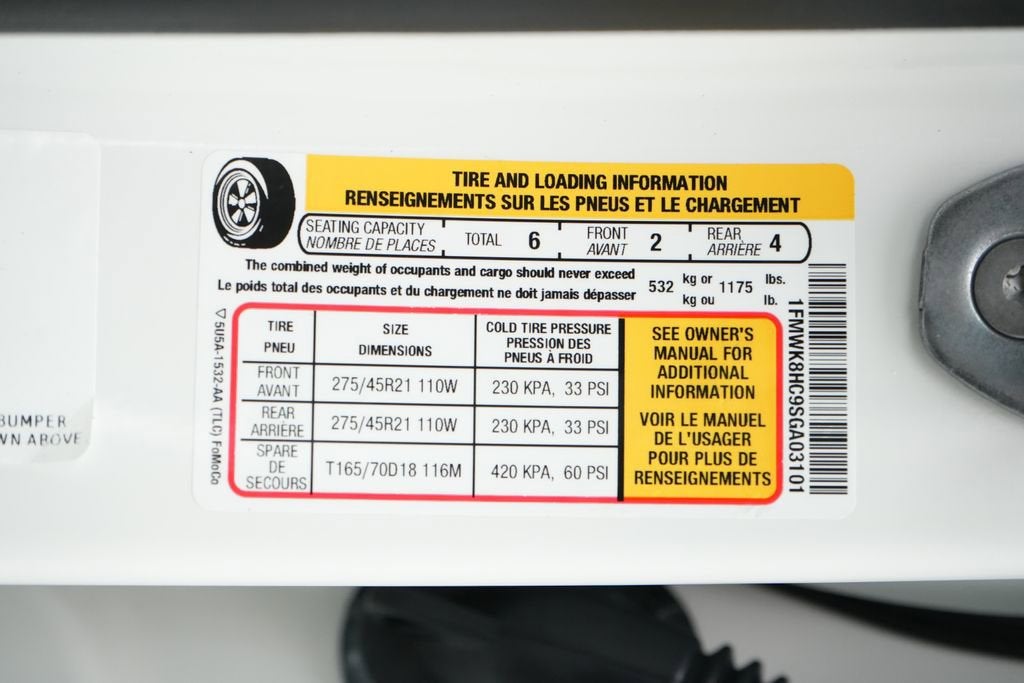 TIRE AND LOADING INFORMATION
RENSEIGNEMENTS SUR LES PNEUS ET LE CHARGEMENT
SEATING CAPACITY
NOMBRE DE PLACES
TOTAL 6
FRONT
AVANT 2
REAR
ARRIÈRE 4
The combined weight of occupants and cargo should never exceed
Le poids total des occupants et du chargement ne doit jamais dépasser
532 kg or 1175 lbs.
kg ou lb.
TIRE
PNEU
SIZE
DIMENSIONS
COLD TIRE PRESSURE
PRESSION DES
PNEUS À FROID
FRONT
AVANT
275/45R21 110W
230 KPA, 33 PSI
REAR
ARRIÈRE
275/45R21 110W
230 KPA, 33 PSI
SPARE
DE
SECOURS
T165/70D18 116M
420 KPA, 60 PSI
SEE OWNER'S
MANUAL FOR
ADDITIONAL
INFORMATION
VOIR LE MANUEL
DE L'USAGER
POUR PLUS DE
RENSEIGNEMENTS
1FMWK8HC9SGA03101
5U5A-1532-AA (TLC) FoMoCo
BUMPER
WN ABOVE